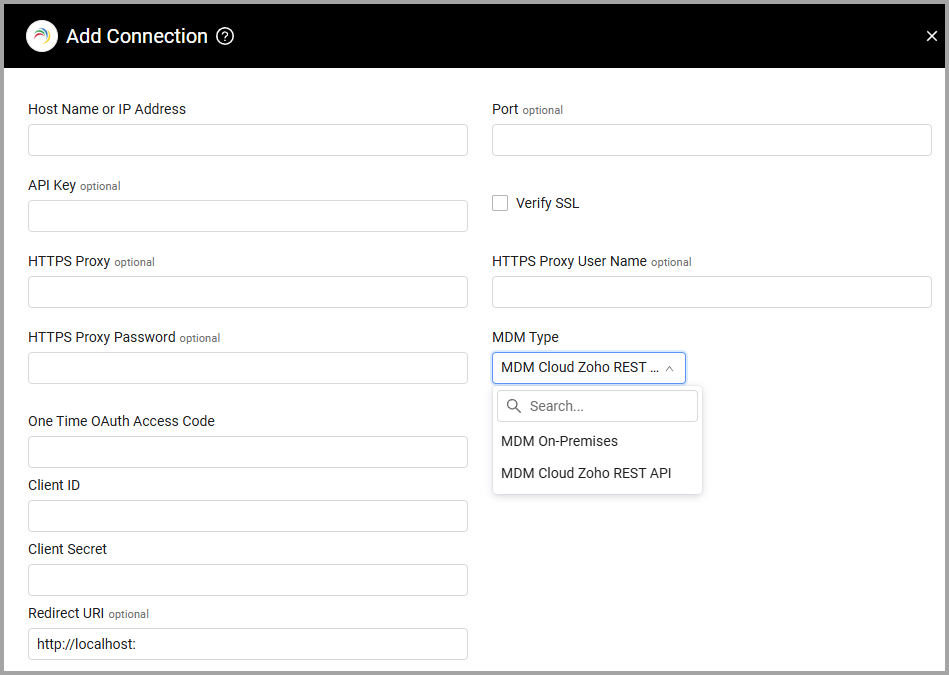 Add Connection ?
Host Name or IP Address
Port optional
API Key optional
Verify SSL
HTTPS Proxy optional
HTTPS Proxy User Name optional
HTTPS Proxy Password optional
MDM Type
MDM Cloud Zoho REST ...
Search...
MDM On-Premises
MDM Cloud Zoho REST API
One Time OAuth Access Code
Client ID
Client Secret
Redirect URI optional
http://localhost: